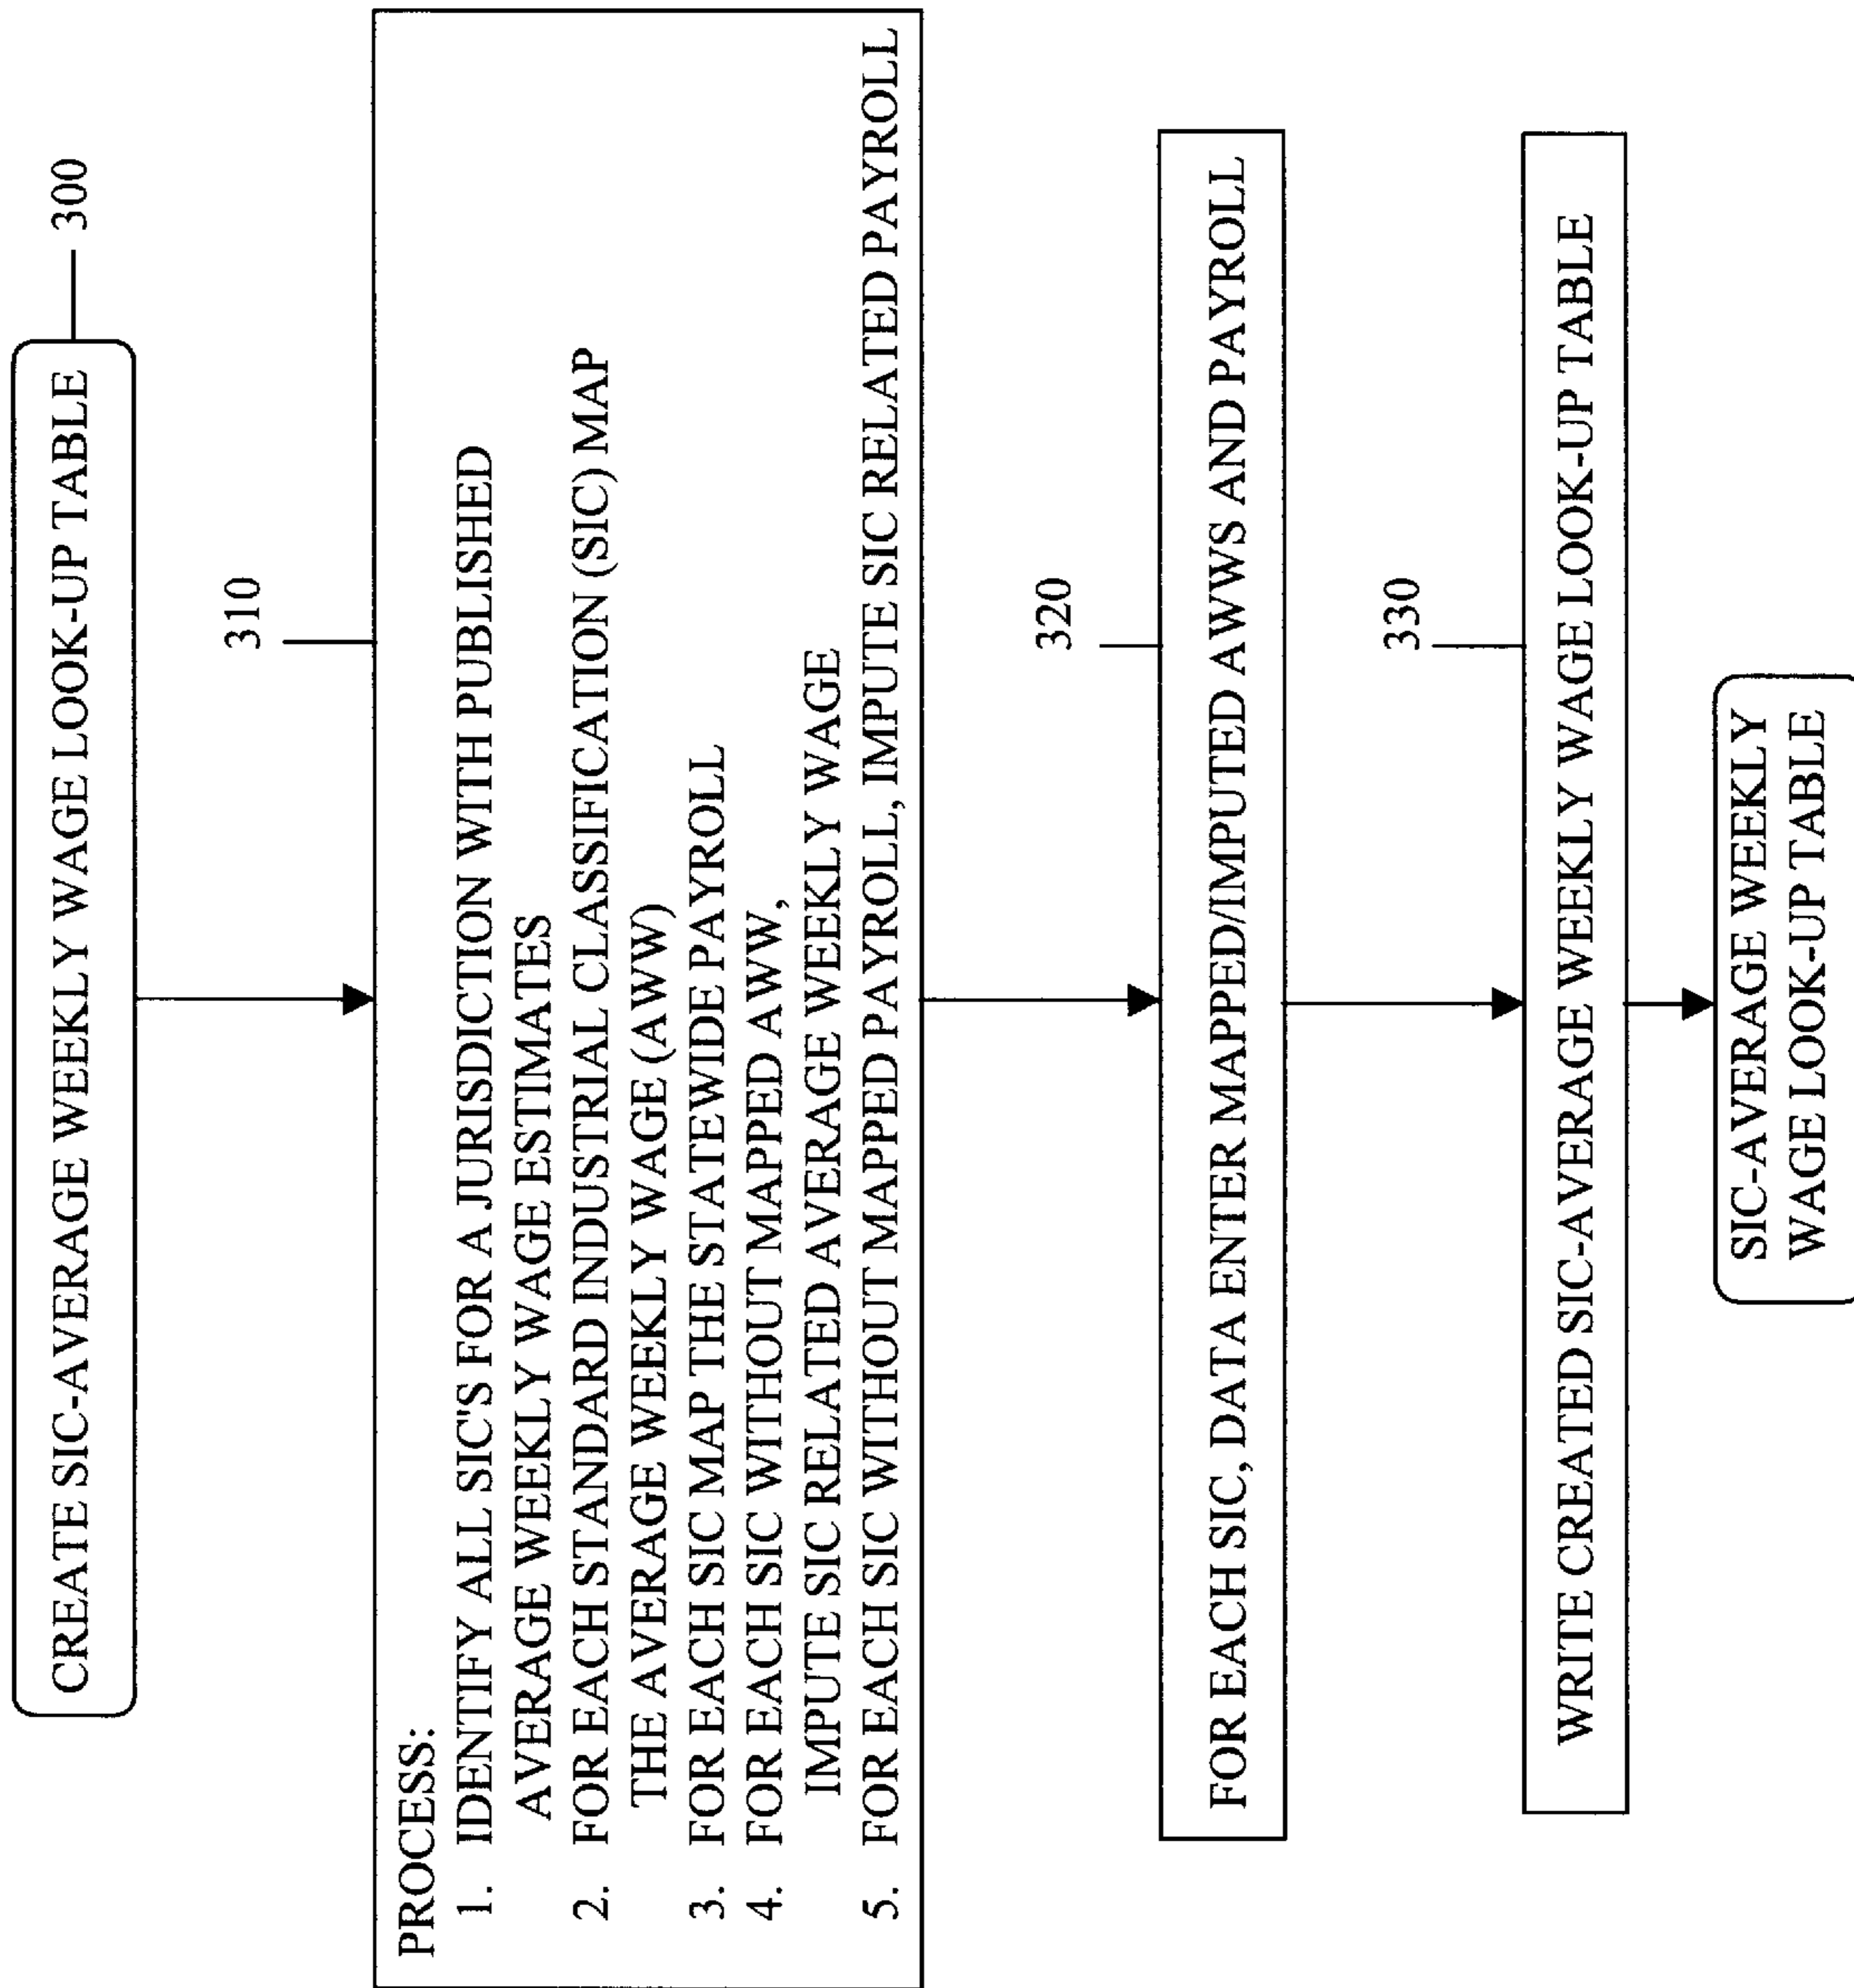 CREATE SIC-AVERAGE WEEKLY WAGE LOOK-UP TABLE
300
310
PROCESS:
1. IDENTIFY ALL SIC'S FOR A JURISDICTION WITH PUBLISHED
AVERAGE WEEKLY WAGE ESTIMATES
2. FOR EACH STANDARD INDUSTRIAL CLASSIFICATION (SIC) MAP
THE AVERAGE WEEKLY WAGE (AWW)
3. FOR EACH SIC MAP THE STATEWIDE PAYROLL
4. FOR EACH SIC WITHOUT MAPPED AWW,
IMPUTE SIC RELATED AVERAGE WEEKLY WAGE
5. FOR EACH SIC WITHOUT MAPPED PAYROLL, IMPUTE SIC RELATED PAYROLL
320
FOR EACH SIC, DATA ENTER MAPPED/IMPUTED AWWS AND PAYROLL
330
WRITE CREATED SIC-AVERAGE WEEKLY WAGE LOOK-UP TABLE
SIC-AVERAGE WEEKLY
WAGE LOOK-UP TABLE